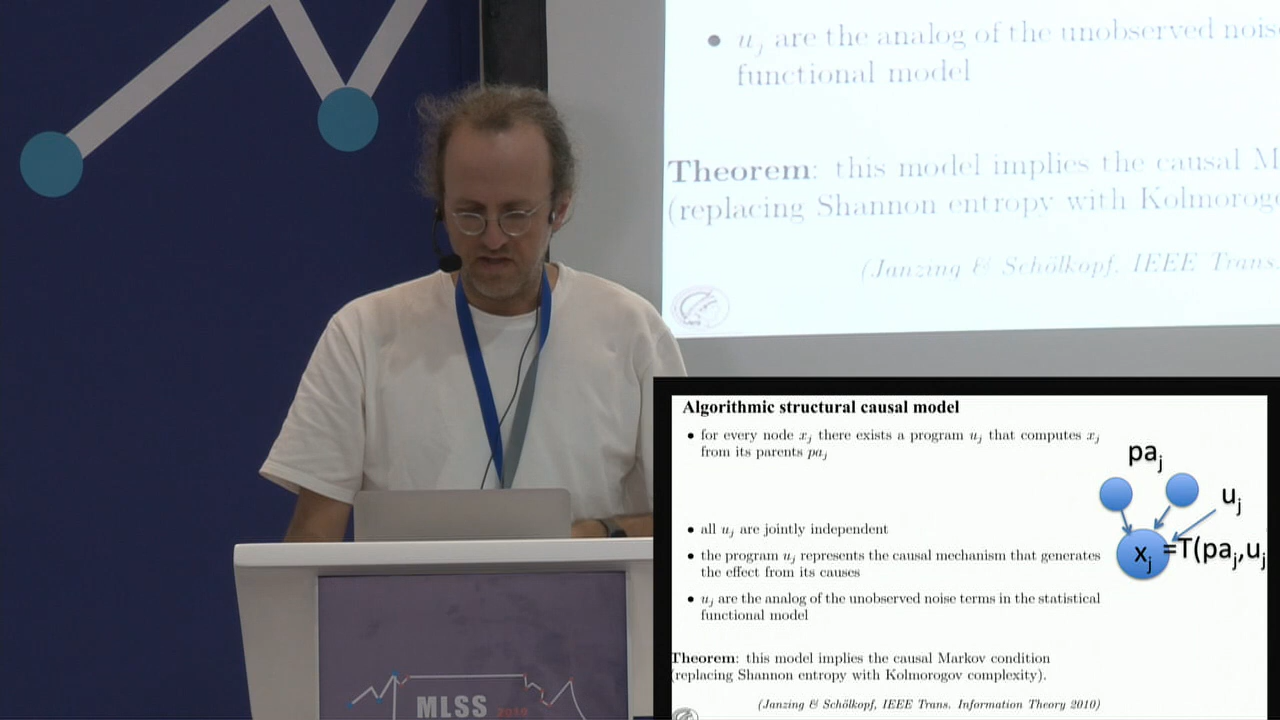 • u_j are the analog of the unobserved
functional model
Theorem: this model implies the causal
(replacing Shannon entropy with
(Janzing & Schölkopf, IEEE Trans.
Algorithmic structural causal model
• for every node x_j there exists a program u_j that computes x_j
from its parents pa_j
pa_j
u_j
x_j =T(pa_j,u_j
• all u_j are jointly independent
• the program u_j represents the causal mechanism that generates
the effect from its causes
• u_j are the analog of the unobserved noise terms in the statistical
functional model
Theorem: this model implies the causal Markov condition
(replacing Shannon entropy with Kolmogorov complexity).
(Janzing & Schölkopf, IEEE Trans. Information Theory 2010)
MLSS